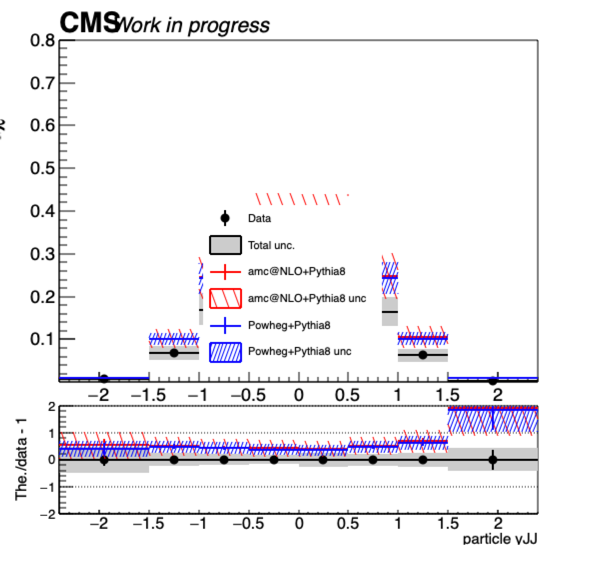 CMS Work in progress
0.8
0.7
0.6
0.5
0.4
0.3
0.2
0.1
Data
Total unc.
amc@NLO+Pythia8
amc@NLO+Pythia8 unc
Powheg+Pythia8
Powheg+Pythia8 unc
−2 −1.5 −1 −0.5 0 0.5 1 1.5 2
The./data - 1
2
1
0
−1
−2
−2 −1.5 −1 −0.5 0 0.5 1 1.5 2
particle yJJ